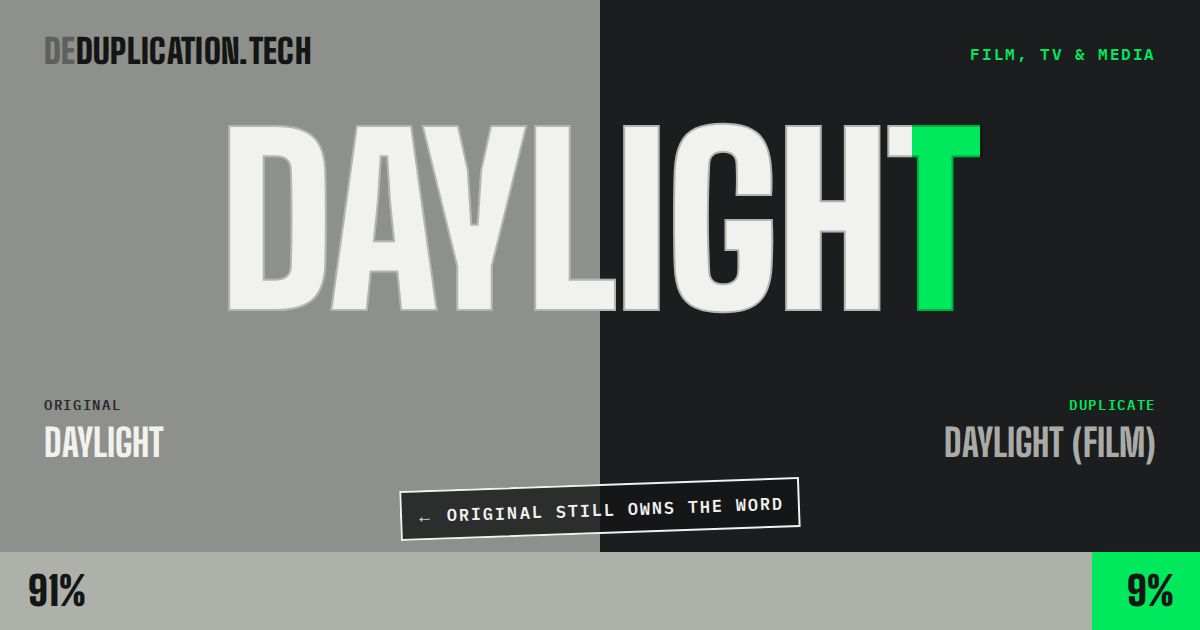 DEDUPLICATION.TECH
FILM, TV & MEDIA
DAYLIGHT
ORIGINAL
DAYLIGHT
DUPLICATE
DAYLIGHT (FILM)
← ORIGINAL STILL OWNS THE WORD
91%
9%